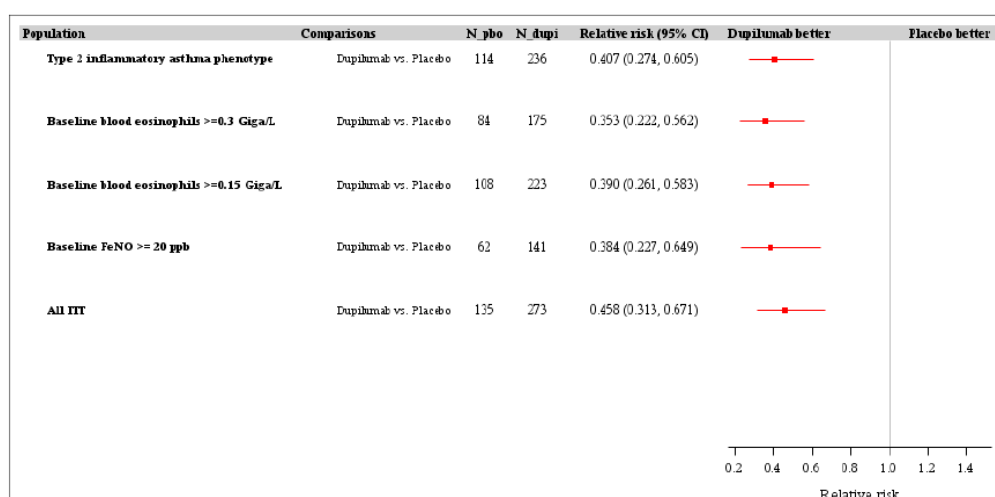 Population Comparisons N_pbo N_dupi Relative risk (95% CI) Dupilumab better Placebo better
Type 2 inflammatory asthma phenotype Dupilumab vs. Placebo 114 236 0.407 (0.274, 0.605)
Baseline blood eosinophils >=0.3 Giga/L Dupilumab vs. Placebo 84 175 0.353 (0.222, 0.562)
Baseline blood eosinophils >=0.15 Giga/L Dupilumab vs. Placebo 108 223 0.390 (0.261, 0.583)
Baseline FeNO >= 20 ppb Dupilumab vs. Placebo 62 141 0.384 (0.227, 0.649)
All ITT Dupilumab vs. Placebo 135 273 0.458 (0.313, 0.671)
0.2 0.4 0.6 0.8 1.0 1.2 1.4
Relative risk